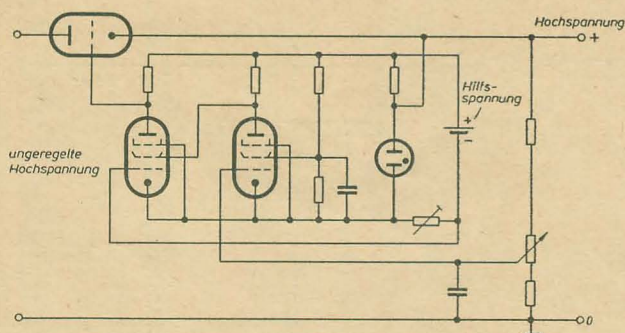 Hochspannung
+
Hilfs-
spannung
+
-
ungeregelte
Hochspannung
0